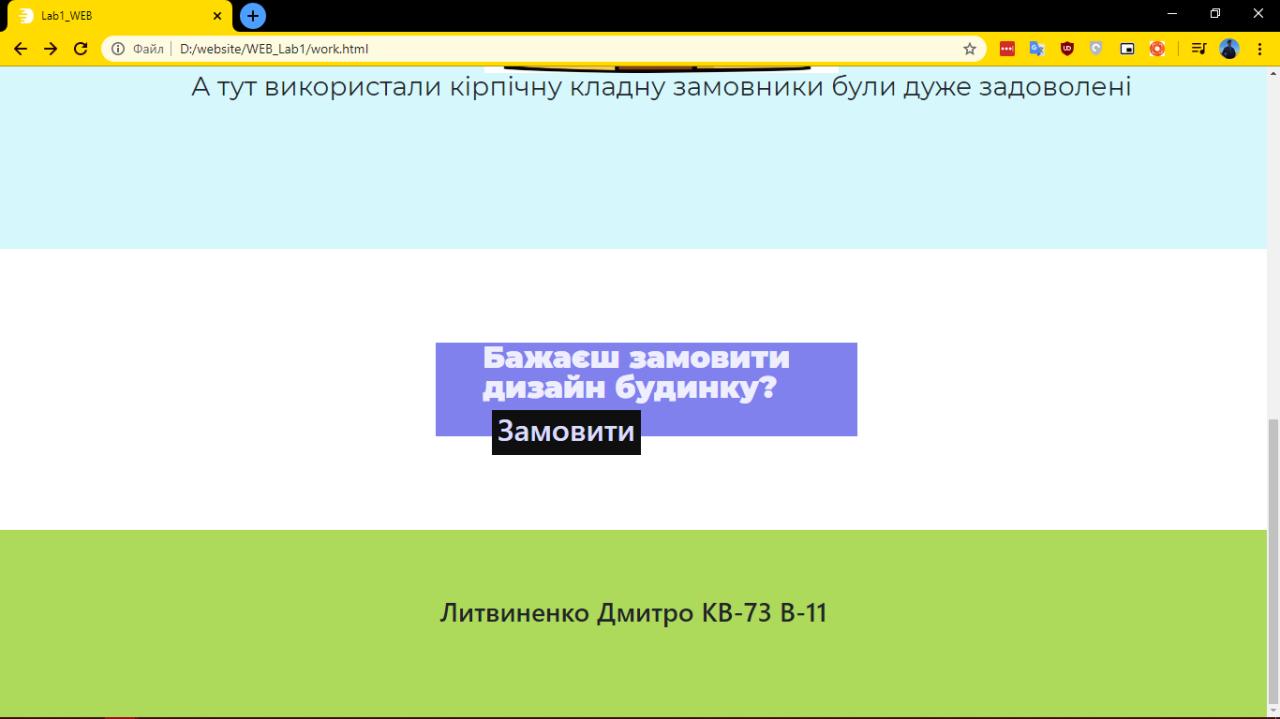 Lab1_WEB
Файл D:/website/WEB_Lab1/work.html
А тут використали кірпічну кладну замовники були дуже задоволені
Бажаєш замовити
дизайн будинку?
Замовити
Литвиненко Дмитро КВ-73 В-11